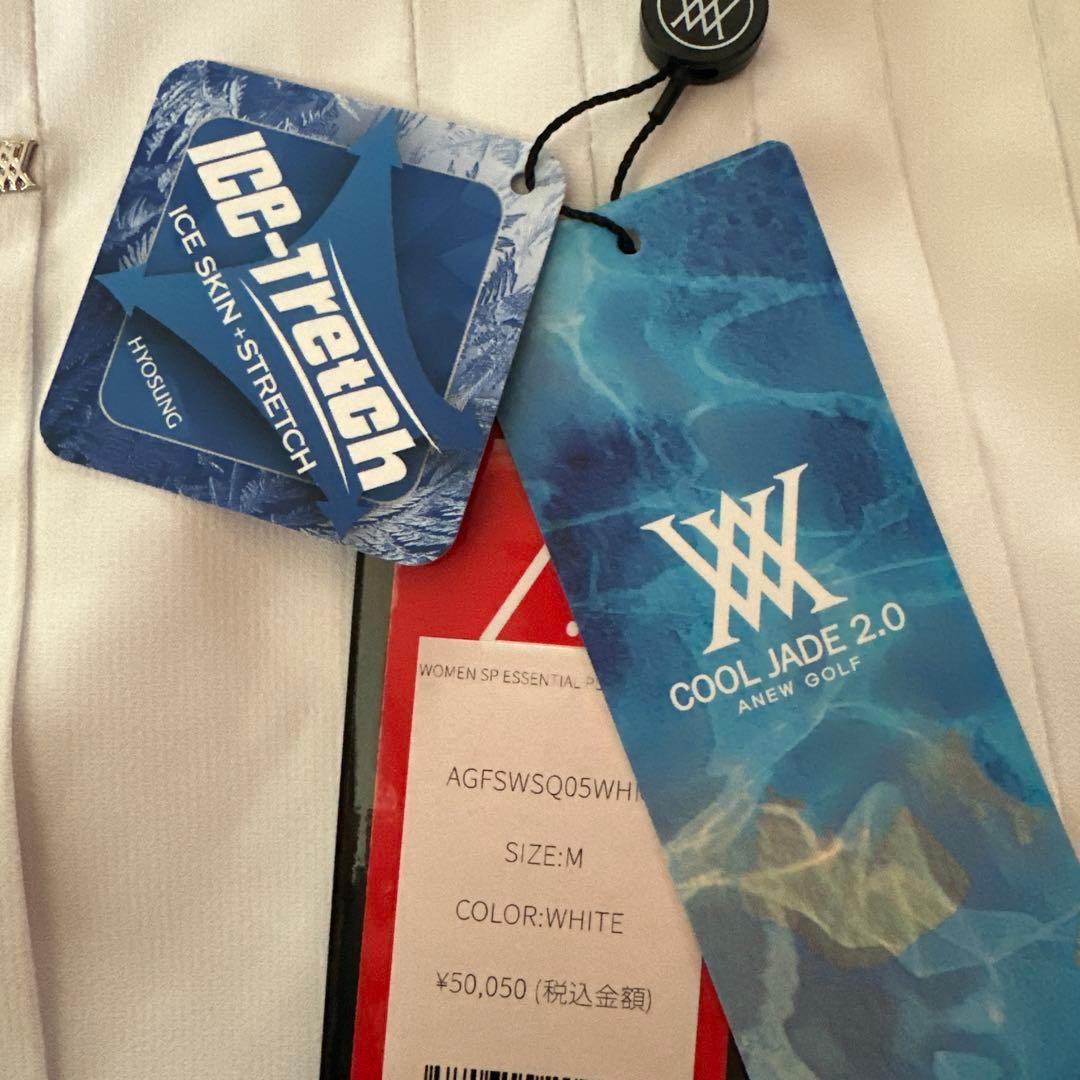 ICE-TRETCH
ICE SKIN + STRETCH
HYOSUNG
COOL JADE 2.0
ANEW GOLF
WOMEN SP ESSENTIAL
AGFSWSQ05WHI
SIZE:M
COLOR:WHITE
¥50,050 (税込金額)